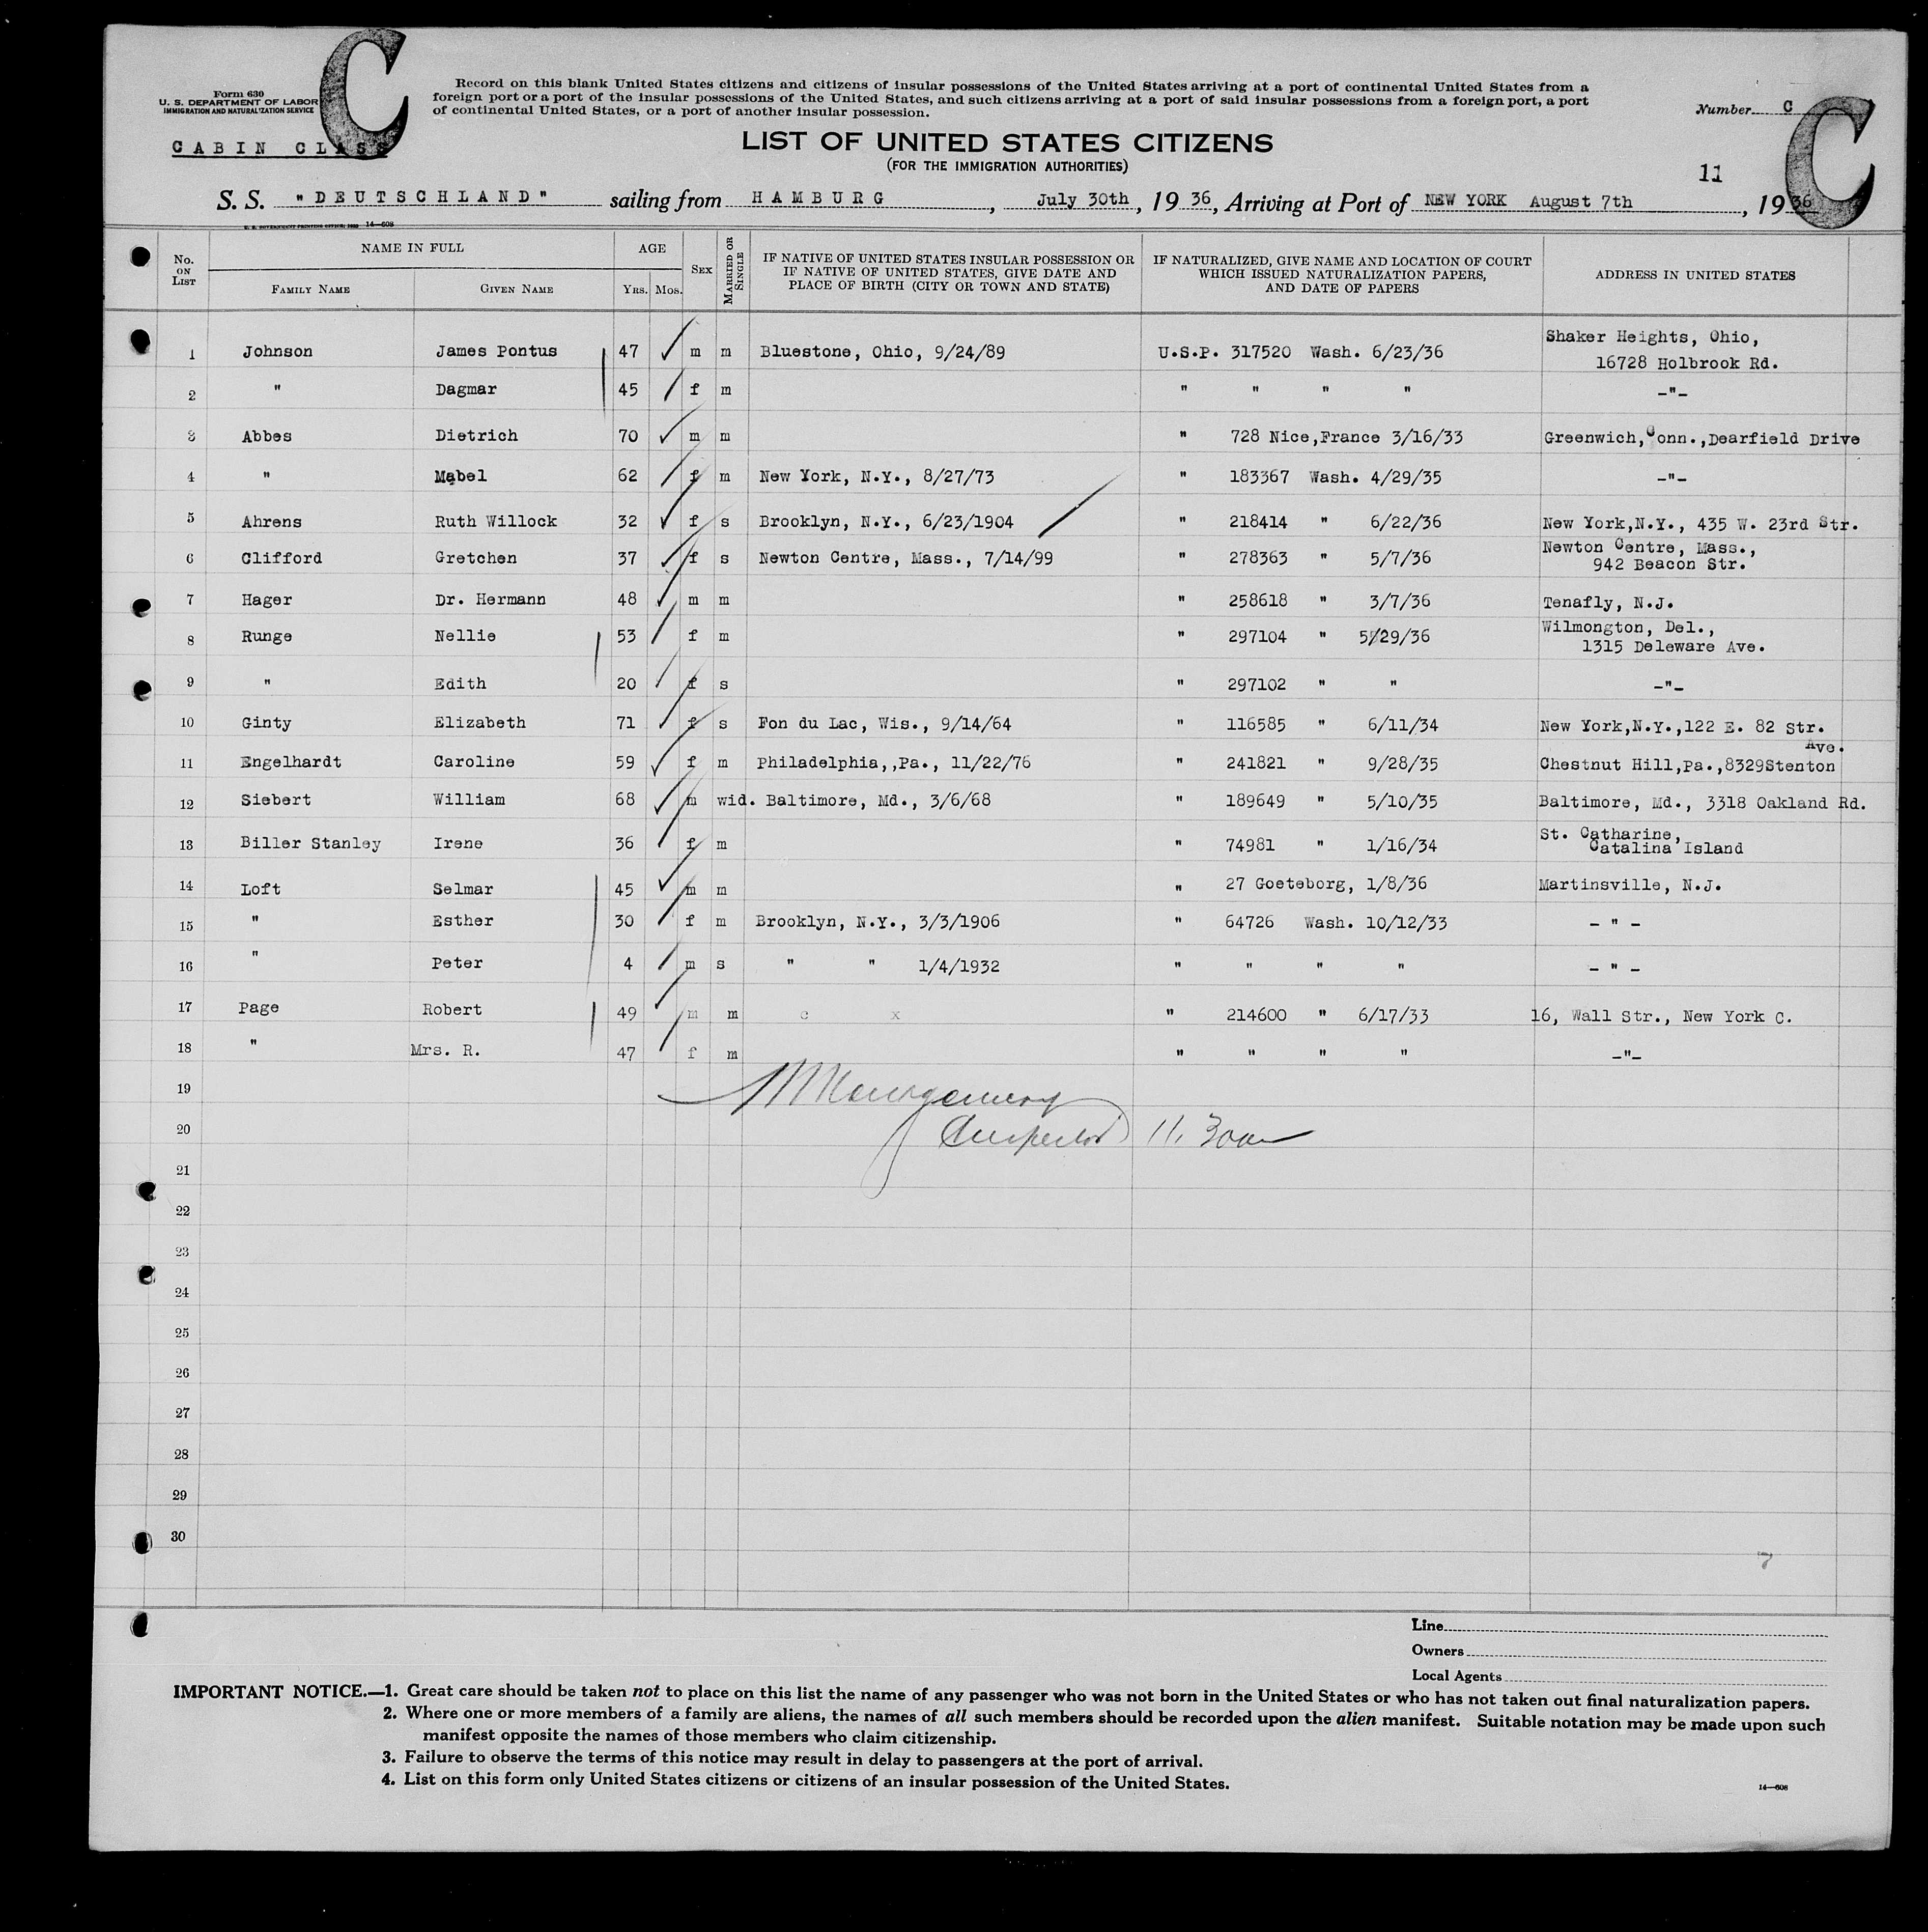 Form 630
U. S. DEPARTMENT OF LABOR
IMMIGRATION AND NATURALIZATION SERVICE
C
CABIN CLASS
Record on this blank United States citizens and citizens of insular possessions of the United States arriving at a port of continental United States from a
foreign port or a port of the insular possessions of the United States, and such citizens arriving at a port of said insular possessions from a foreign port, a port
of continental United States, or a port of another insular possession.
Number C
C
LIST OF UNITED STATES CITIZENS
(FOR THE IMMIGRATION AUTHORITIES)
11
S. S. "DEUTSCHLAND" sailing from HAMBURG, July 30th, 1936, Arriving at Port of NEW YORK August 7th, 1936
U. S. GOVERNMENT PRINTING OFFICE: 14—608
No. ON LIST NAME IN FULL AGE SEX MARRIED OR SINGLE IF NATIVE OF UNITED STATES INSULAR POSSESSION OR IF NATIVE OF UNITED STATES, GIVE DATE AND PLACE OF BIRTH (CITY OR TOWN AND STATE) IF NATURALIZED, GIVE NAME AND LOCATION OF COURT WHICH ISSUED NATURALIZATION PAPERS, AND DATE OF PAPERS ADDRESS IN UNITED STATES
FAMILY NAME GIVEN NAME YRS. MOS.
1 Johnson James Pontus 47 m m Bluestone, Ohio, 9/24/89 U.S.P. 317520 Wash. 6/23/36 Shaker Heights, Ohio,
16728 Holbrook Rd.
2 " Dagmar 45 f m " " " " -"-
3 Abbes Dietrich 70 m m " 728 Nice,France 3/16/33 Greenwich,Conn.,Dearfield Drive
4 " Mabel 62 f m New York, N.Y., 8/27/73 " 183367 Wash. 4/29/35 -"-
5 Ahrens Ruth Willock 32 f s Brooklyn, N.Y., 6/23/1904 " 218414 " 6/22/36 New York,N.Y., 435 W. 23rd Str.
6 Clifford Gretchen 37 f s Newton Centre, Mass., 7/14/99 " 278363 " 5/7/36 Newton Centre, Mass.,
942 Beacon Str.
7 Hager Dr. Hermann 48 m m " 258618 " 3/7/36 Tenafly, N.J.
8 Runge Nellie 53 f m " 297104 " 5/29/36 Wilmongton, Del.,
1315 Deleware Ave.
9 " Edith 20 f s " 297102 " " -"-
10 Ginty Elizabeth 71 f s Fon du Lac, Wis., 9/14/64 " 116585 " 6/11/34 New York,N.Y.,122 E. 82 Str.
11 Engelhardt Caroline 59 f m Philadelphia,,Pa., 11/22/76 " 241821 " 9/28/35 Chestnut Hill,Pa.,8329Stenton Ave.
12 Siebert William 68 m wid. Baltimore, Md., 3/6/68 " 189649 " 5/10/35 Baltimore, Md., 3318 Oakland Rd.
13 Biller Stanley Irene 36 f m " 74981 " 1/16/34 St. Catharine,
Catalina Island
14 Loft Selmar 45 m m " 27 Goeteborg, 1/8/36 Martinsville, N.J.
15 " Esther 30 f m Brooklyn, N.Y., 3/3/1906 " 64726 Wash. 10/12/33 - " -
16 " Peter 4 m s " " 1/4/1932 " " " " - " -
17 Page Robert 49 m m c x " 214600 " 6/17/33 16, Wall Str., New York C.
18 " Mrs. R. 47 f m " " " " -"-
19 Montgomery
20 Inspector 11.30am
21
22
23
24
25
26
27
28
29
30
7
Line
Owners
Local Agents
IMPORTANT NOTICE.—1. Great care should be taken not to place on this list the name of any passenger who was not born in the United States or who has not taken out final naturalization papers.
2. Where one or more members of a family are aliens, the names of all such members should be recorded upon the alien manifest. Suitable notation may be made upon such
manifest opposite the names of those members who claim citizenship.
3. Failure to observe the terms of this notice may result in delay to passengers at the port of arrival.
4. List on this form only United States citizens or citizens of an insular possession of the United States.
14—608